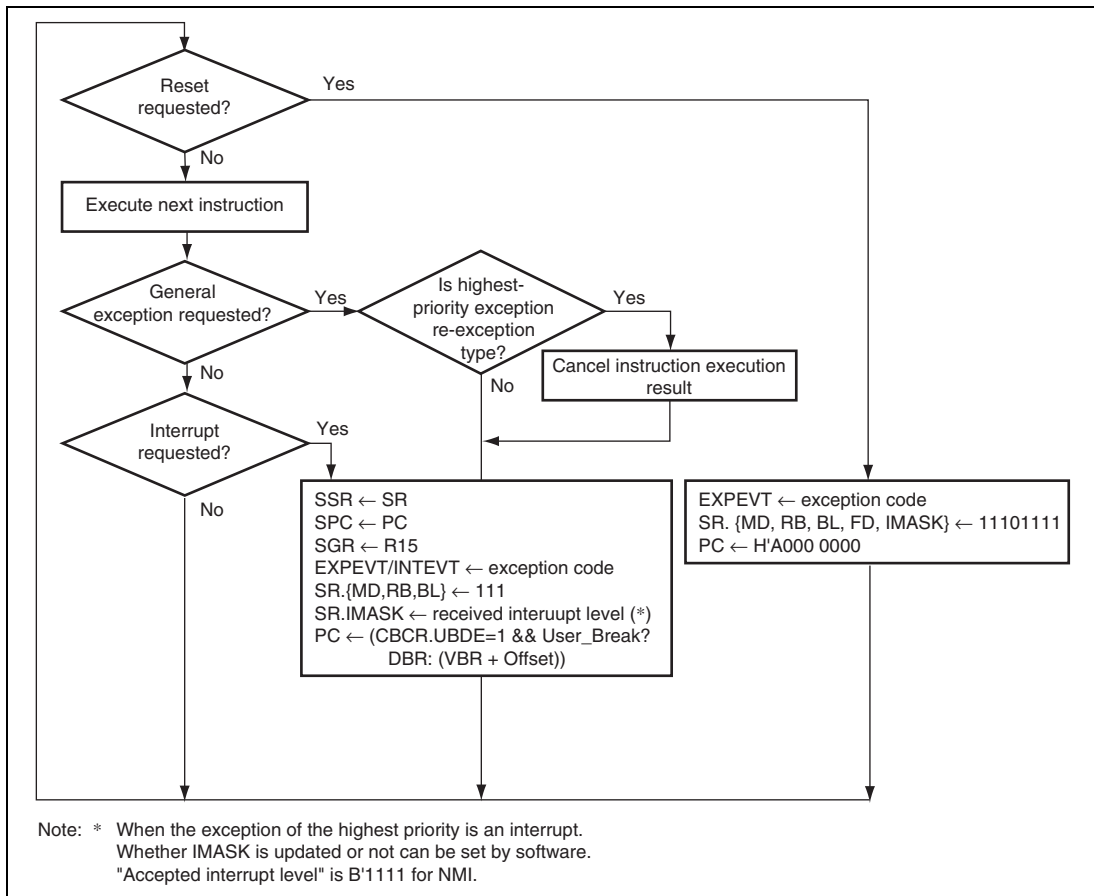 Reset
requested?
Yes
No
Execute next instruction
General
exception requested?
Yes
Is highest-
priority exception
re-exception
type?
Yes
Cancel instruction execution
result
No
No
Interrupt
requested?
Yes
No
SSR ← SR
SPC ← PC
SGR ← R15
EXPEVT/INTEVT ← exception code
SR.{MD,RB,BL} ← 111
SR.IMASK ← received interuupt level (*)
PC ← (CBCR.UBDE=1 && User_Break?
DBR: (VBR + Offset))
EXPEVT ← exception code
SR. {MD, RB, BL, FD, IMASK} ← 11101111
PC ← H'A000 0000
Note: * When the exception of the highest priority is an interrupt.
Whether IMASK is updated or not can be set by software.
"Accepted interrupt level" is B'1111 for NMI.